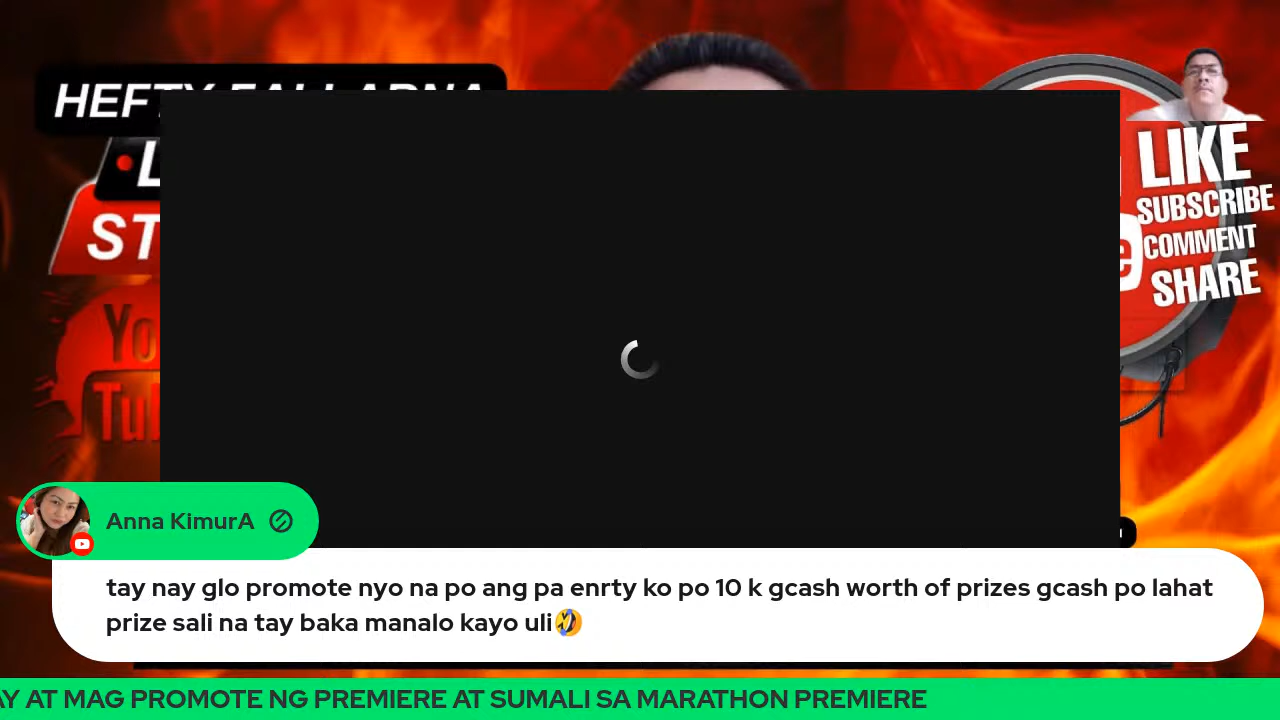 HEFTY
LIKE
SUBSCRIBE
COMMENT
SHARE
Anna KimurA
tay nay glo promote nyo na po ang pa enrty ko po 10 k gcash worth of prizes gcash po lahat
prize sali na tay baka manalo kayo uli🤣
AY AT MAG PROMOTE NG PREMIERE AT SUMALI SA MARATHON PREMIERE